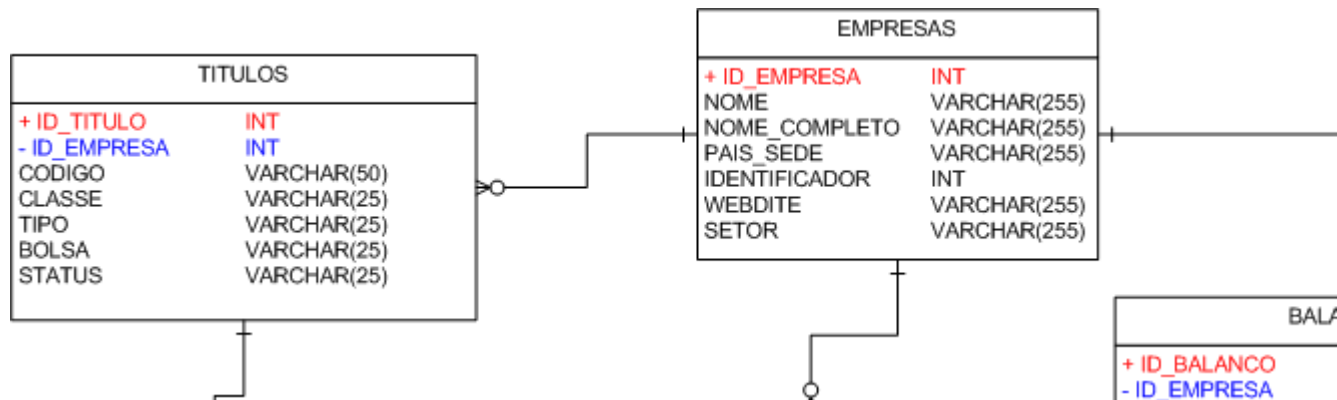 TITULOS
+ ID_TITULO INT
- ID_EMPRESA INT
CODIGO VARCHAR(50)
CLASSE VARCHAR(25)
TIPO VARCHAR(25)
BOLSA VARCHAR(25)
STATUS VARCHAR(25)
EMPRESAS
+ ID_EMPRESA INT
NOME VARCHAR(255)
NOME_COMPLETO VARCHAR(255)
PAIS_SEDE VARCHAR(255)
IDENTIFICADOR INT
WEBDITE VARCHAR(255)
SETOR VARCHAR(255)
+ ID_BALANCO
- ID_EMPRESA